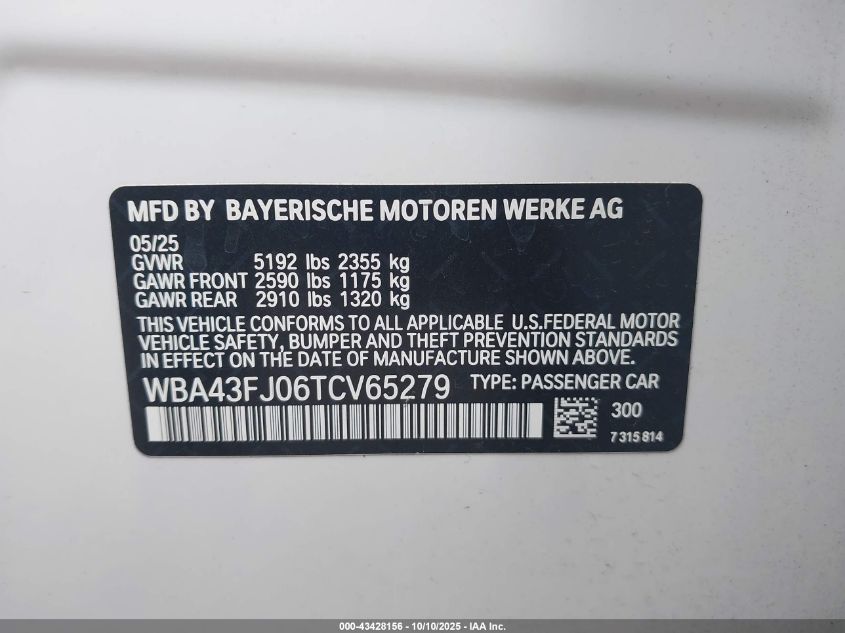 MFD BY BAYERISCHE MOTOREN WERKE AG
05/25
GVWR 5192 lbs 2355 kg
GAWR FRONT 2590 lbs 1175 kg
GAWR REAR 2910 lbs 1320 kg
THIS VEHICLE CONFORMS TO ALL APPLICABLE U.S.FEDERAL MOTOR
VEHICLE SAFETY, BUMPER AND THEFT PREVENTION STANDARDS
IN EFFECT ON THE DATE OF MANUFACTURE SHOWN ABOVE.
WBA43FJ06TCV65279 TYPE: PASSENGER CAR
300
7315814
000-43428156 - 10/10/2025 - IAA Inc.